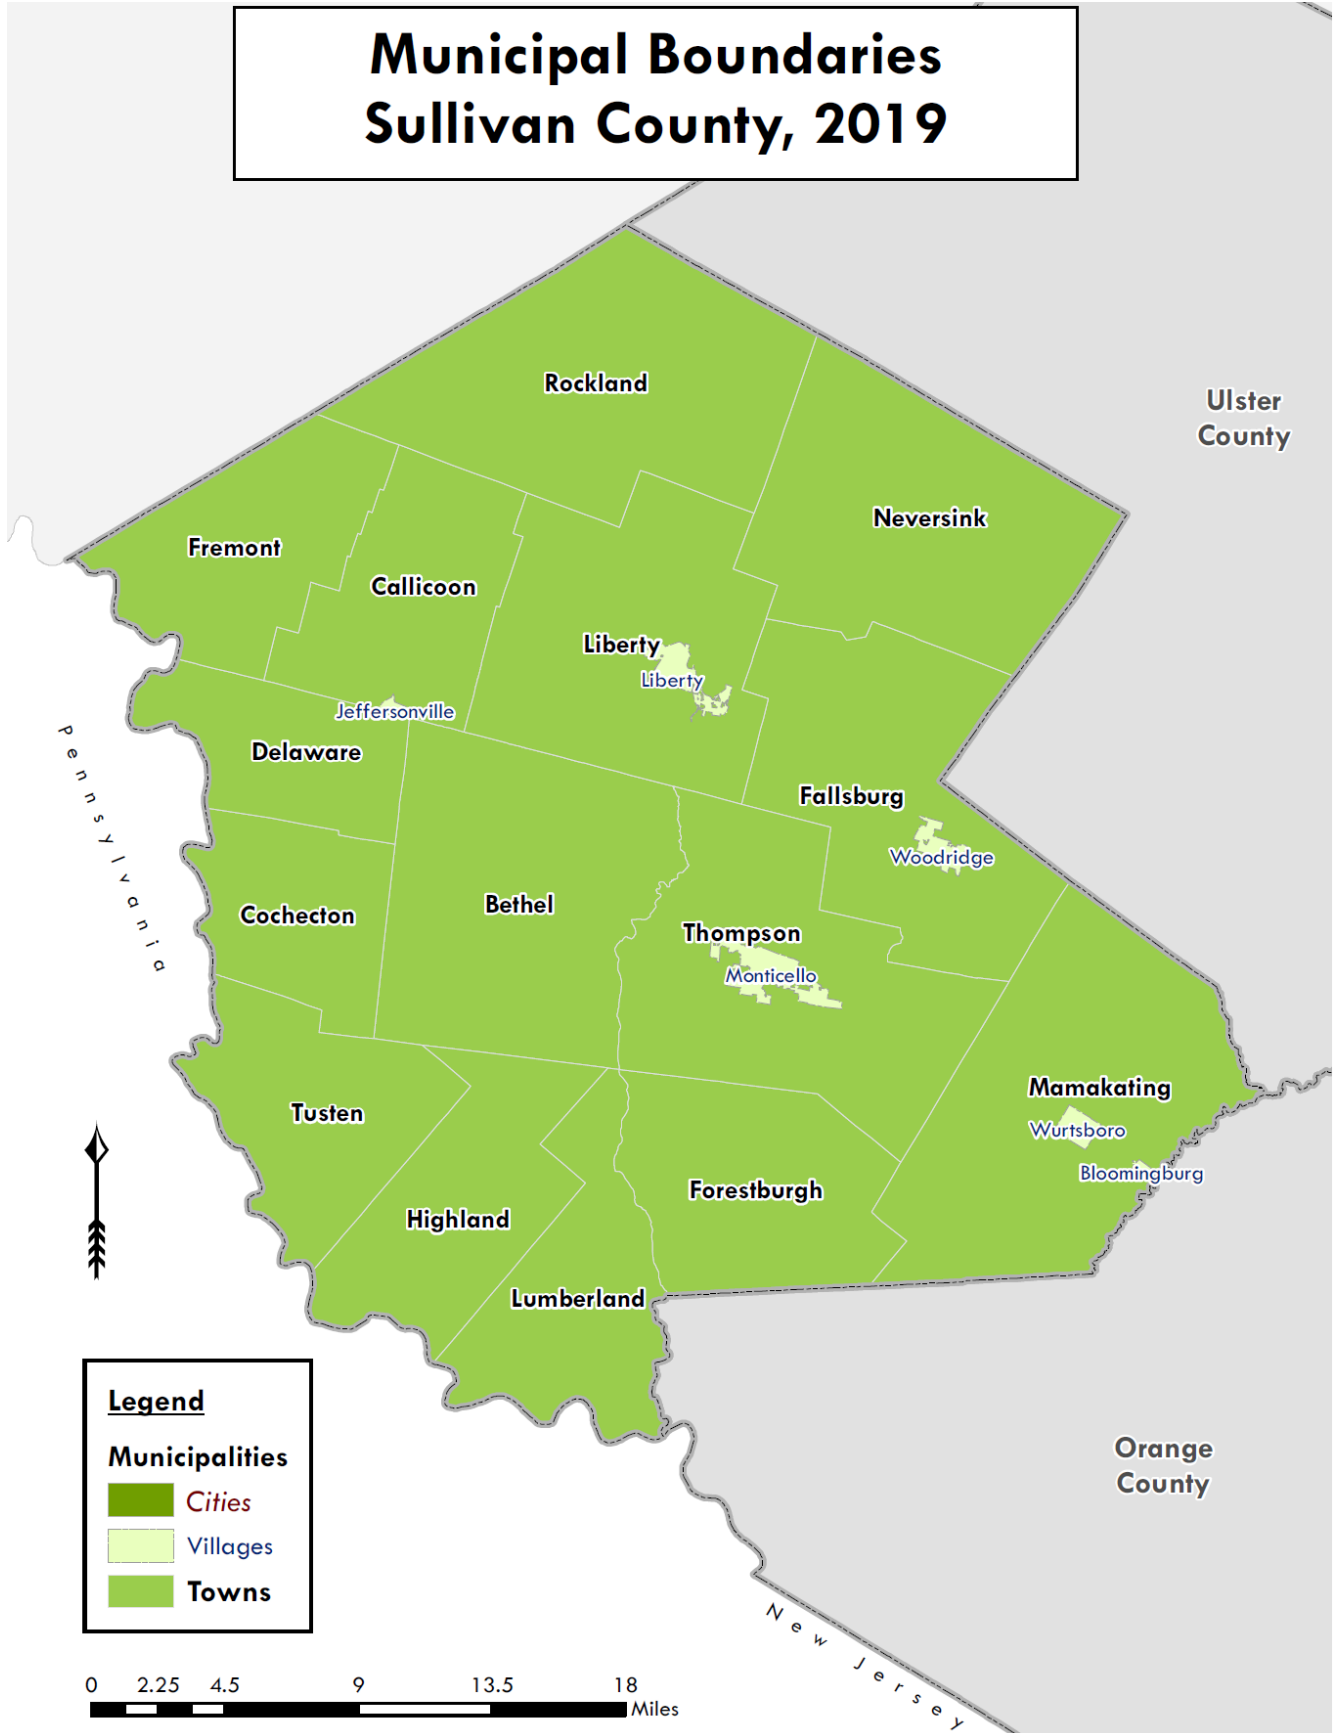 Municipal Boundaries
Sullivan County, 2019
Rockland
Ulster
County
Neversink
Fremont
Callicoon
Liberty
Liberty
Jeffersonville
Delaware
Pennsylvania
Fallsburg
Woodridge
Bethel
Cochecton
Thompson
Monticello
Mamakating
Tusten
Wurtsboro
Bloomingburg
Forestburgh
Highland
Lumberland
Legend
Municipalities
Cities
Villages
Towns
Orange
County
New Jersey
0 2.25 4.5 9 13.5 18
Miles